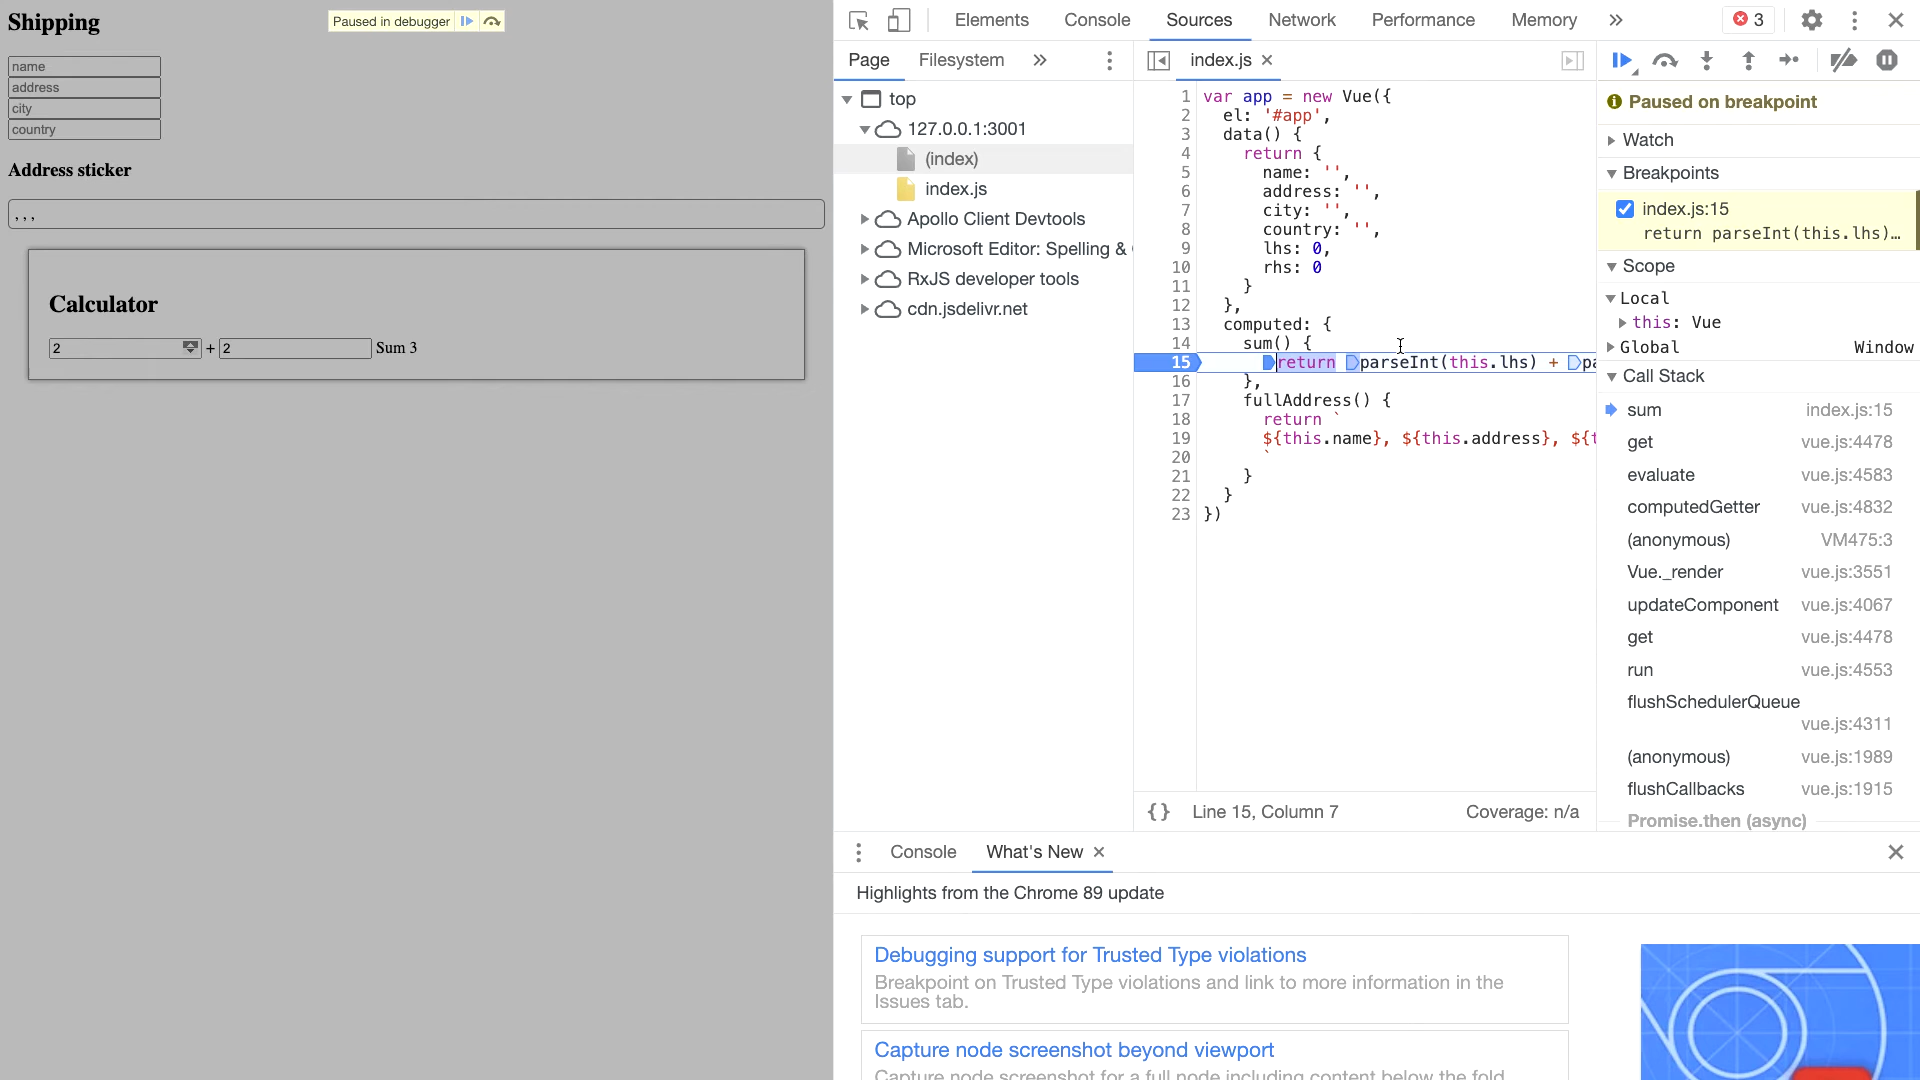 Shipping
Paused in debugger
name
address
city
country
Address sticker
, , ,
Calculator
2 + 2 Sum 3
Elements Console Sources Network Performance Memory » 3
Page Filesystem »
top
127.0.0.1:3001
(index)
index.js
Apollo Client Devtools
Microsoft Editor: Spelling &
RxJS developer tools
cdn.jsdelivr.net
index.js
1 var app = new Vue({
2 el: '#app',
3 data() {
4 return {
5 name: '',
6 address: '',
7 city: '',
8 country: '',
9 lhs: 0,
10 rhs: 0
11 }
12 },
13 computed: {
14 sum() {
15 return parseInt(this.lhs) + pa
16 },
17 fullAddress() {
18 return `
19 ${this.name}, ${this.address}, ${t
20 `
21 }
22 }
23 })
{} Line 15, Column 7 Coverage: n/a
Paused on breakpoint
Watch
Breakpoints
index.js:15
return parseInt(this.lhs)…
Scope
Local
this: Vue
Global Window
Call Stack
sum index.js:15
get vue.js:4478
evaluate vue.js:4583
computedGetter vue.js:4832
(anonymous) VM475:3
Vue._render vue.js:3551
updateComponent vue.js:4067
get vue.js:4478
run vue.js:4553
flushSchedulerQueue
vue.js:4311
(anonymous) vue.js:1989
flushCallbacks vue.js:1915
Promise.then (async)
Console What's New
Highlights from the Chrome 89 update
Debugging support for Trusted Type violations
Breakpoint on Trusted Type violations and link to more information in the
Issues tab.
Capture node screenshot beyond viewport
Capture node screenshot for a full node including content below the fold